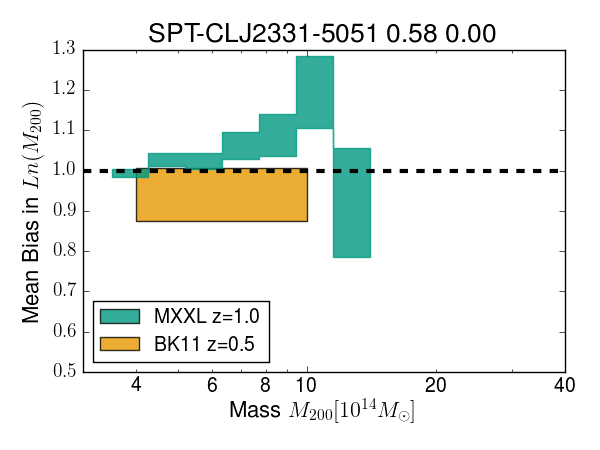 SPT-CLJ2331-5051 0.58 0.00
1.3
1.2
1.1
1.0
0.9
0.8
0.7
0.6
0.5
Mean Bias in Ln(M₂₀₀)
MXXL z=1.0
BK11 z=0.5
4 6 8 10 20 40
Mass M₂₀₀[10¹⁴M☉]